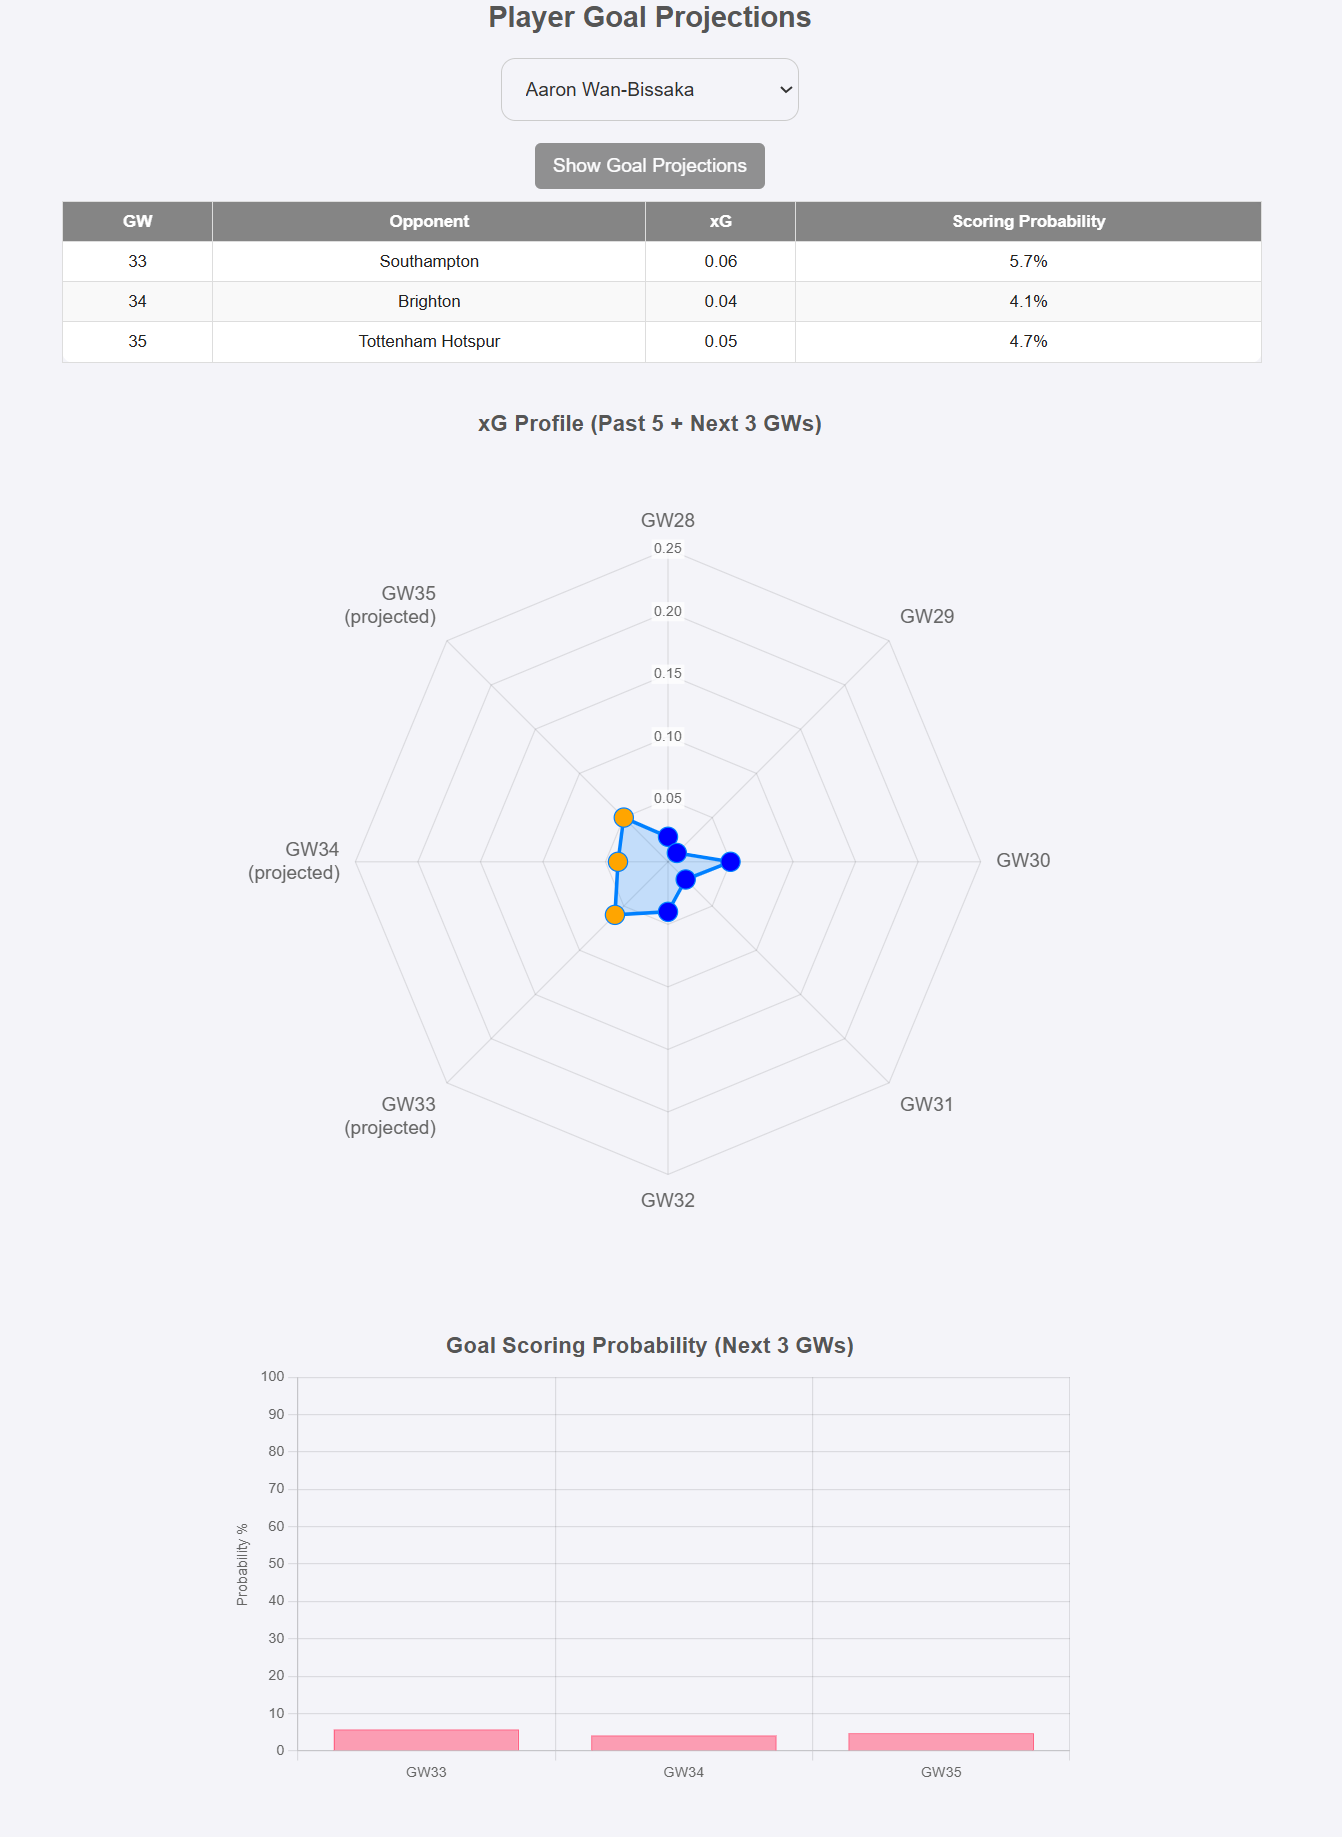 Player Goal Projections
Aaron Wan-Bissaka
Show Goal Projections
GW Opponent xG Scoring Probability
33 Southampton 0.06 5.7%
34 Brighton 0.04 4.1%
35 Tottenham Hotspur 0.05 4.7%
xG Profile (Past 5 + Next 3 GWs)
GW28
0.25
GW35
(projected)
0.20
GW29
0.15
0.10
0.05
GW34
(projected)
GW30
GW33
(projected)
GW31
GW32
Goal Scoring Probability (Next 3 GWs)
100
90
80
70
60
50
40
30
20
10
0
Probability %
GW33 GW34 GW35